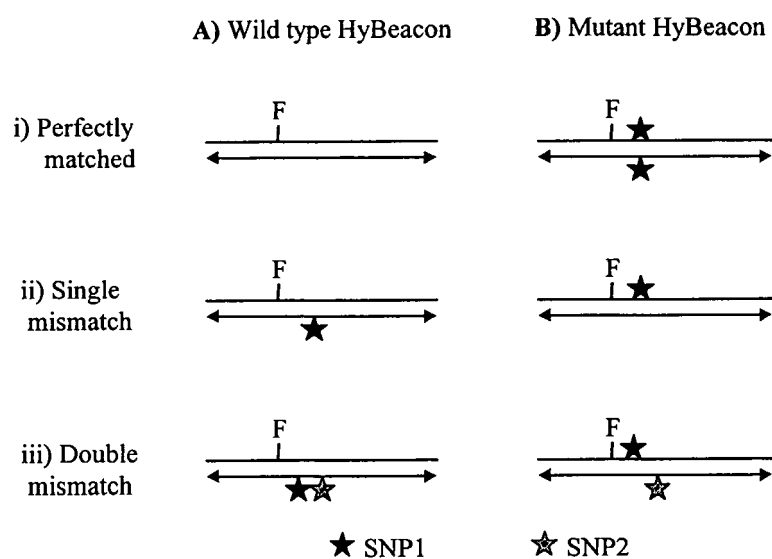 A) Wild type HyBeacon
B) Mutant HyBeacon
i) Perfectly
matched
F
F
ii) Single
mismatch
F
F
iii) Double
mismatch
F
F
SNP1
SNP2